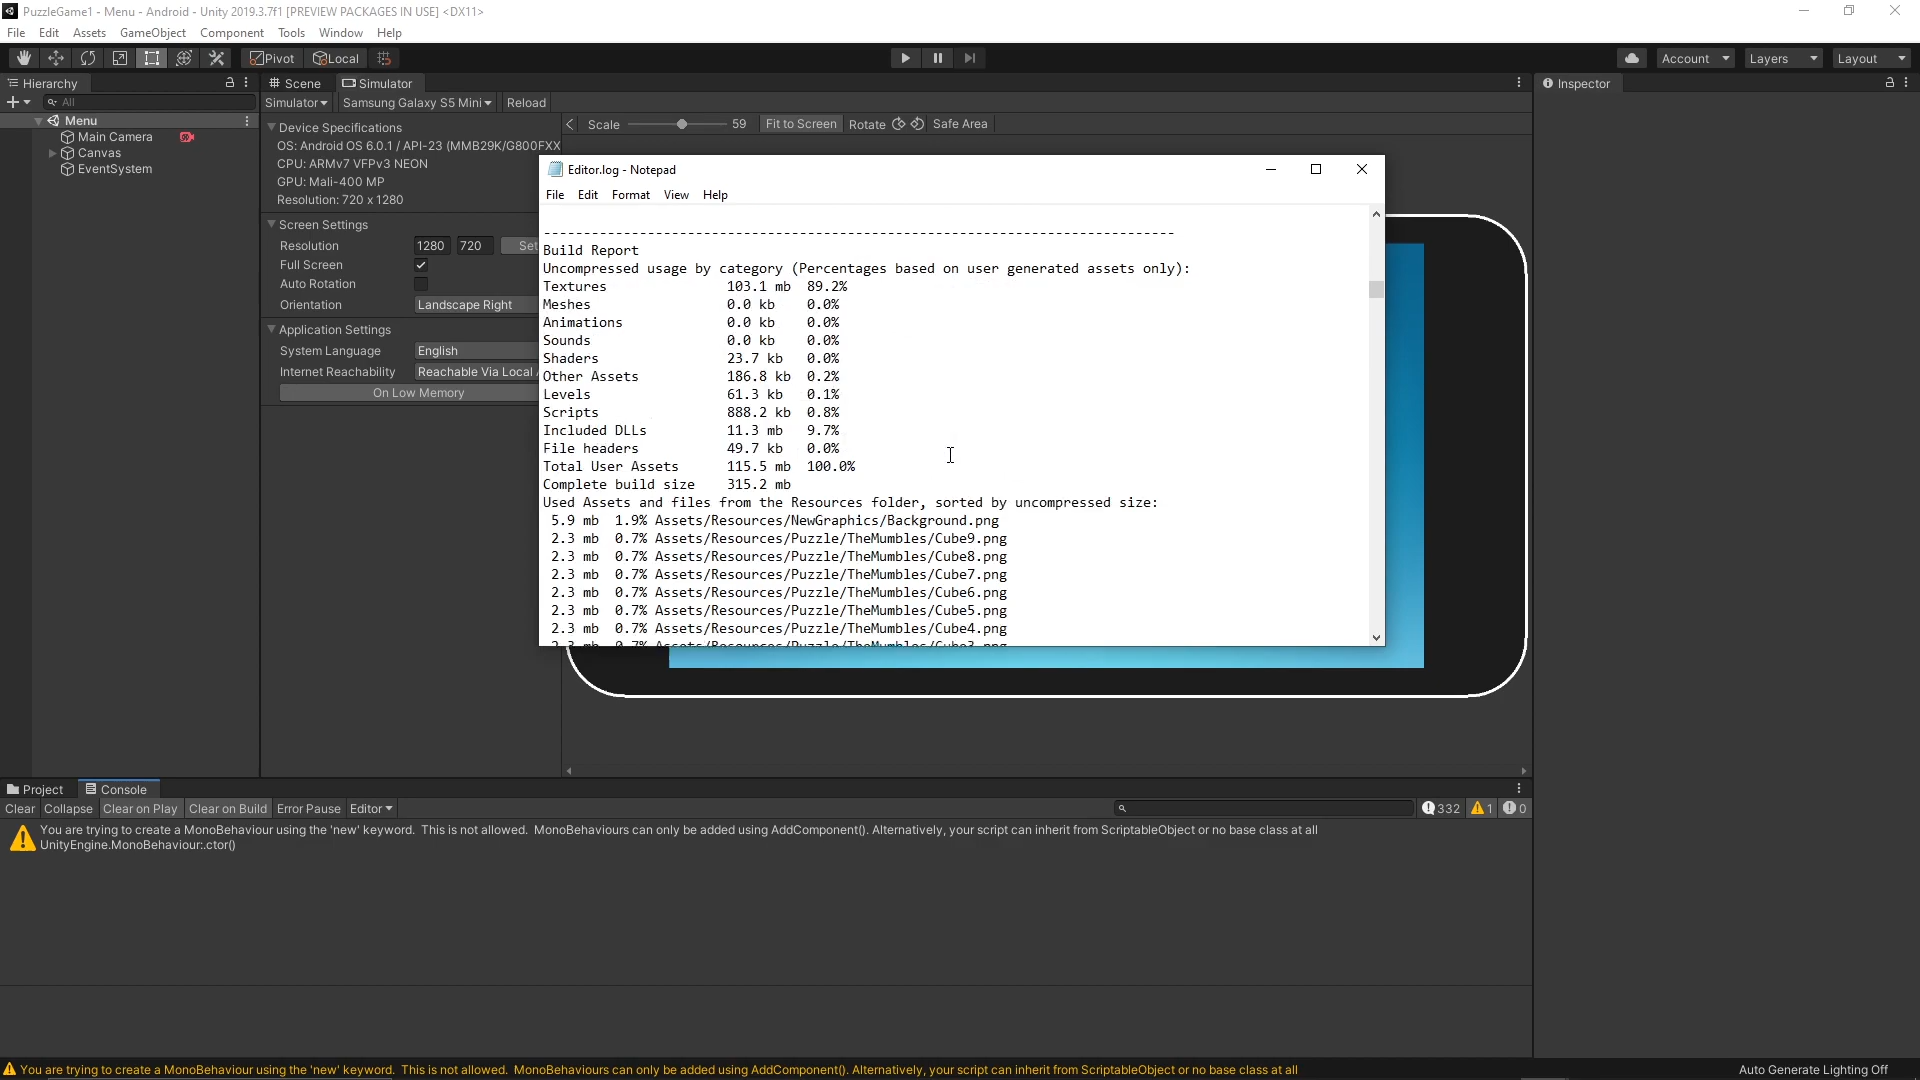 PuzzleGame1 - Menu - Android - Unity 2019.3.7f1 [PREVIEW PACKAGES IN USE] <DX11>
File Edit Assets GameObject Component Tools Window Help
Pivot Local Account Layers Layout
Hierarchy
All
Menu
Main Camera
Canvas
EventSystem
Scene Simulator
Simulator Samsung Galaxy S5 Mini Reload
Scale 59 Fit to Screen Rotate Safe Area
Device Specifications
OS: Android OS 6.0.1 / API-23 (MMB29K/G800FXX
CPU: ARMv7 VFPv3 NEON
GPU: Mali-400 MP
Resolution: 720 x 1280
Screen Settings
Resolution 1280 720 Set
Full Screen
Auto Rotation
Orientation Landscape Right
Application Settings
System Language English
Internet Reachability Reachable Via Local
On Low Memory
Inspector
Editor.log - Notepad
File Edit Format View Help
-------------------------------------------------------------------------------
Build Report
Uncompressed usage by category (Percentages based on user generated assets only):
Textures 103.1 mb 89.2%
Meshes 0.0 kb 0.0%
Animations 0.0 kb 0.0%
Sounds 0.0 kb 0.0%
Shaders 23.7 kb 0.0%
Other Assets 186.8 kb 0.2%
Levels 61.3 kb 0.1%
Scripts 888.2 kb 0.8%
Included DLLs 11.3 mb 9.7%
File headers 49.7 kb 0.0%
Total User Assets 115.5 mb 100.0%
Complete build size 315.2 mb
Used Assets and files from the Resources folder, sorted by uncompressed size:
5.9 mb 1.9% Assets/Resources/NewGraphics/Background.png
2.3 mb 0.7% Assets/Resources/Puzzle/TheMumbles/Cube9.png
2.3 mb 0.7% Assets/Resources/Puzzle/TheMumbles/Cube8.png
2.3 mb 0.7% Assets/Resources/Puzzle/TheMumbles/Cube7.png
2.3 mb 0.7% Assets/Resources/Puzzle/TheMumbles/Cube6.png
2.3 mb 0.7% Assets/Resources/Puzzle/TheMumbles/Cube5.png
2.3 mb 0.7% Assets/Resources/Puzzle/TheMumbles/Cube4.png
2.3 mb 0.7% Assets/Resources/Puzzle/TheMumbles/Cube3.png
Project Console
Clear Collapse Clear on Play Clear on Build Error Pause Editor 332 1 0
You are trying to create a MonoBehaviour using the 'new' keyword. This is not allowed. MonoBehaviours can only be added using AddComponent(). Alternatively, your script can inherit from ScriptableObject or no base class at all
UnityEngine.MonoBehaviour:.ctor()
You are trying to create a MonoBehaviour using the 'new' keyword. This is not allowed. MonoBehaviours can only be added using AddComponent(). Alternatively, your script can inherit from ScriptableObject or no base class at all
Auto Generate Lighting Off